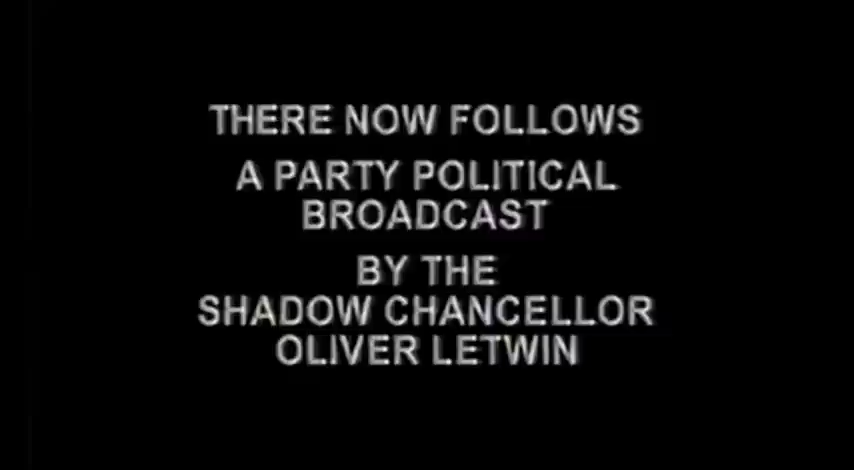 THERE NOW FOLLOWS
A PARTY POLITICAL
BROADCAST
BY THE
SHADOW CHANCELLOR
OLIVER LETWIN